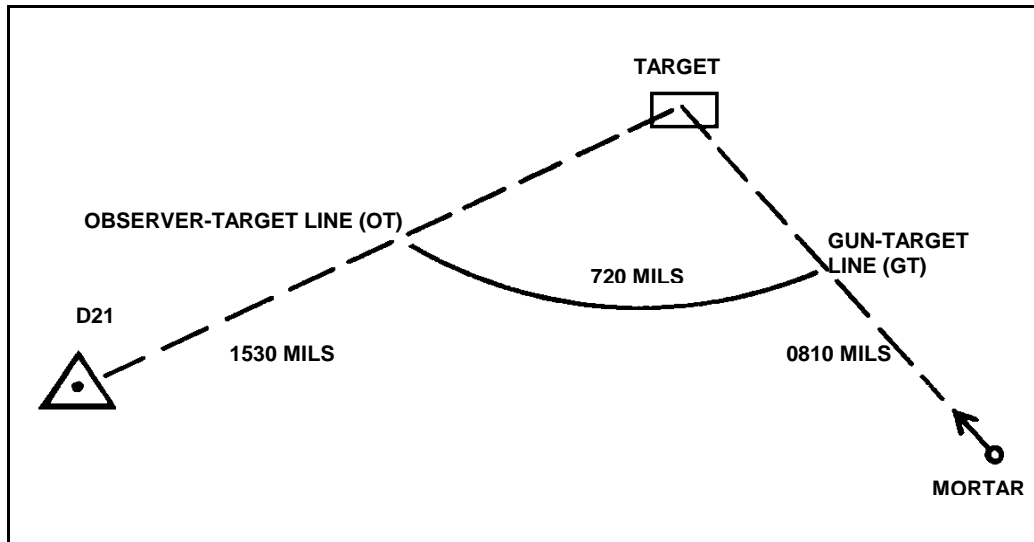 TARGET
OBSERVER-TARGET LINE (OT)
GUN-TARGET
LINE (GT)
720 MILS
D21
1530 MILS
0810 MILS
MORTAR